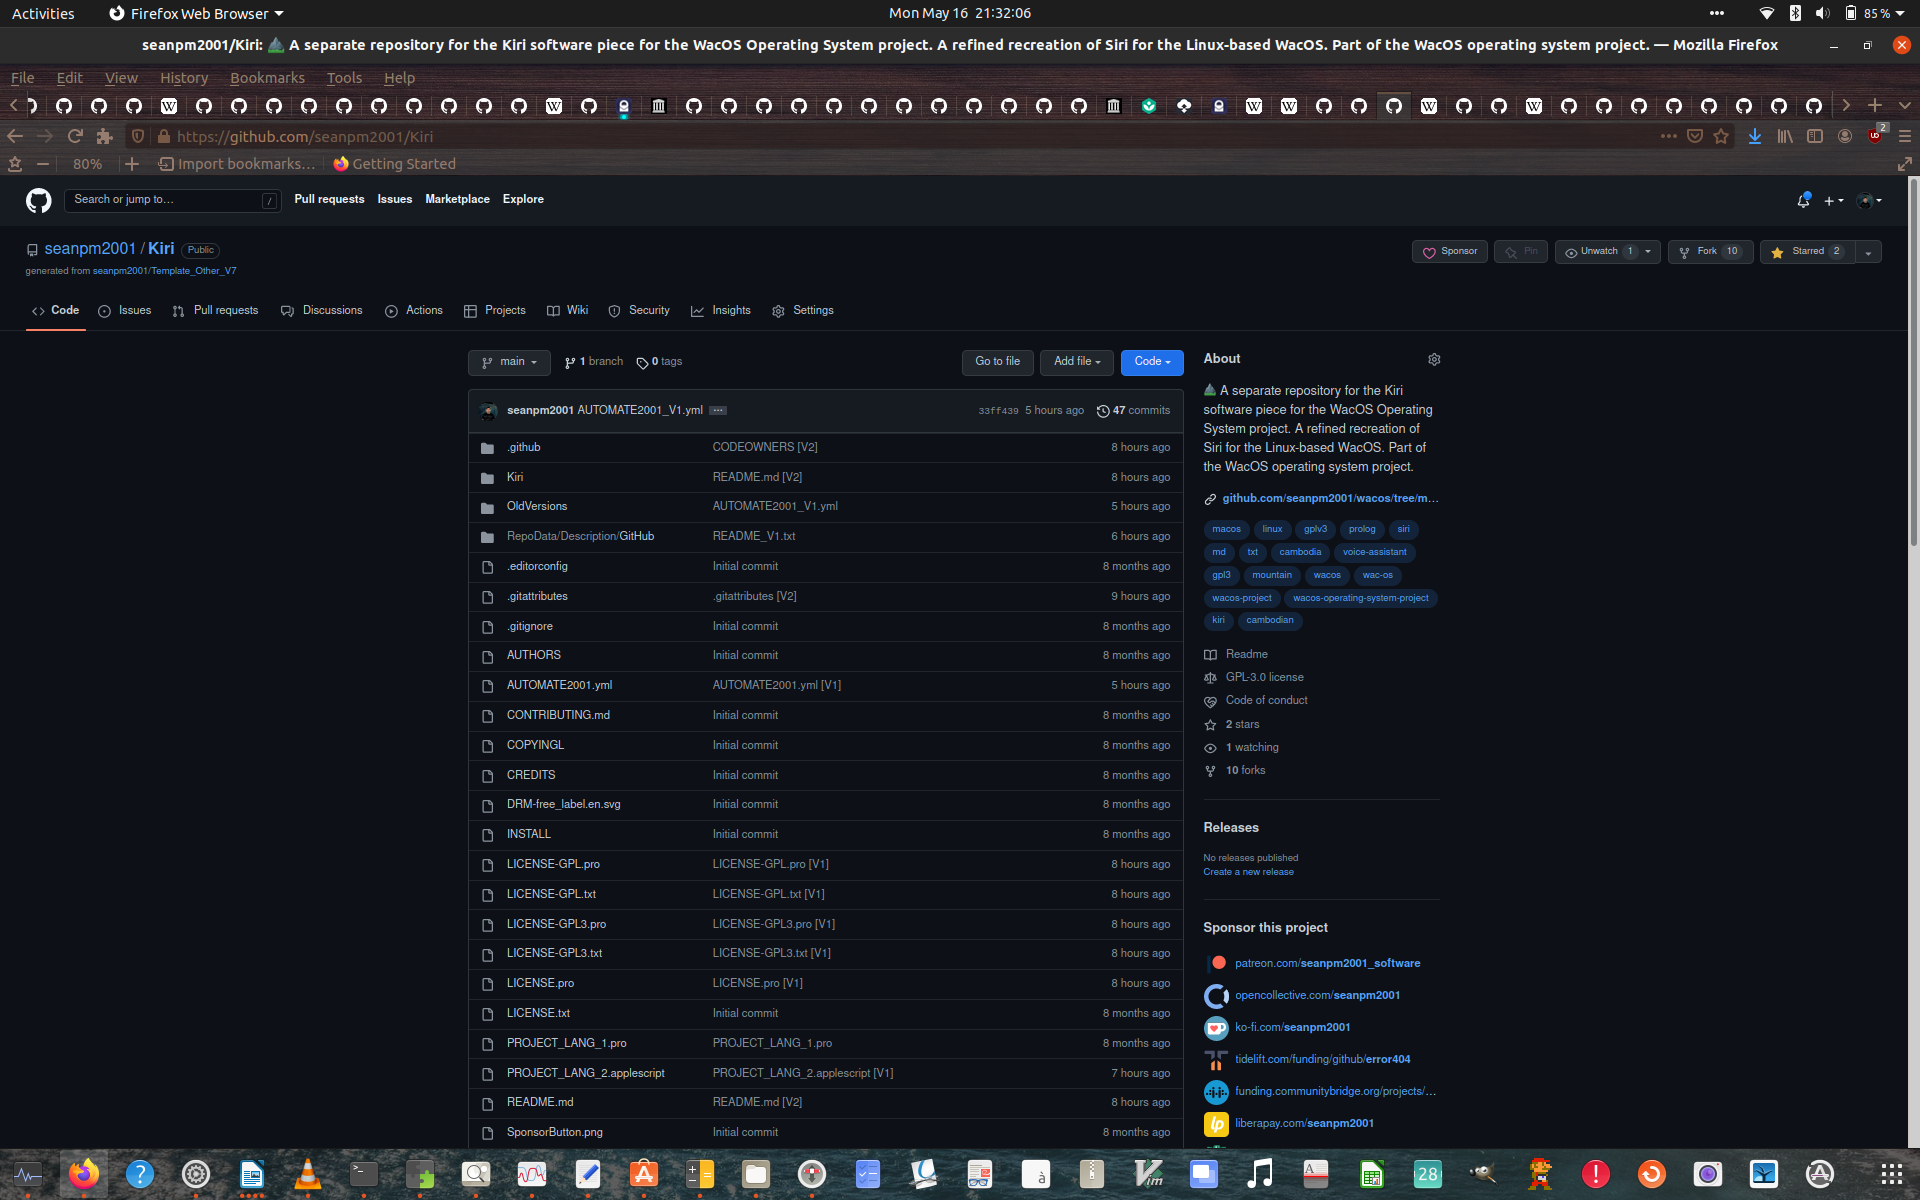 Activities
Firefox Web Browser
Mon May 16 21:32:06
85 %
seanpm2001/Kiri: A separate repository for the Kiri software piece for the WacOS Operating System project. A refined recreation of Siri for the Linux-based WacOS. Part of the WacOS operating system project. — Mozilla Firefox
File Edit View History Bookmarks Tools Help
https://github.com/seanpm2001/Kiri
2
80%
Import bookmarks...
Getting Started
Search or jump to...
/
Pull requests
Issues
Marketplace
Explore
seanpm2001 / Kiri
Public
generated from seanpm2001/Template_Other_V7
Sponsor
Pin
Unwatch 1
Fork 10
Starred 2
Code
Issues
Pull requests
Discussions
Actions
Projects
Wiki
Security
Insights
Settings
main
1 branch
0 tags
Go to file
Add file
Code
seanpm2001 AUTOMATE2001_V1.yml ...
33ff439 5 hours ago
47 commits
.github CODEOWNERS [V2] 8 hours ago
Kiri README.md [V2] 8 hours ago
OldVersions AUTOMATE2001_V1.yml 5 hours ago
RepoData/Description/GitHub README_V1.txt 6 hours ago
.editorconfig Initial commit 8 months ago
.gitattributes .gitattributes [V2] 9 hours ago
.gitignore Initial commit 8 months ago
AUTHORS Initial commit 8 months ago
AUTOMATE2001.yml AUTOMATE2001.yml [V1] 5 hours ago
CONTRIBUTING.md Initial commit 8 months ago
COPYINGL Initial commit 8 months ago
CREDITS Initial commit 8 months ago
DRM-free_label.en.svg Initial commit 8 months ago
INSTALL Initial commit 8 months ago
LICENSE-GPL.pro LICENSE-GPL.pro [V1] 8 hours ago
LICENSE-GPL.txt LICENSE-GPL.txt [V1] 8 hours ago
LICENSE-GPL3.pro LICENSE-GPL3.pro [V1] 8 hours ago
LICENSE-GPL3.txt LICENSE-GPL3.txt [V1] 8 hours ago
LICENSE.pro LICENSE.pro [V1] 8 hours ago
LICENSE.txt Initial commit 8 months ago
PROJECT_LANG_1.pro PROJECT_LANG_1.pro 8 months ago
PROJECT_LANG_2.applescript PROJECT_LANG_2.applescript [V1] 7 hours ago
README.md README.md [V2] 8 hours ago
SponsorButton.png Initial commit 8 months ago
About
A separate repository for the Kiri
software piece for the WacOS Operating
System project. A refined recreation of
Siri for the Linux-based WacOS. Part of
the WacOS operating system project.
github.com/seanpm2001/wacos/tree/m...
macos linux gplv3 prolog siri
md txt cambodia voice-assistant
gpl3 mountain wacos wac-os
wacos-project wacos-operating-system-project
kiri cambodian
Readme
GPL-3.0 license
Code of conduct
2 stars
1 watching
10 forks
Releases
No releases published
Create a new release
Sponsor this project
patreon.com/seanpm2001_software
opencollective.com/seanpm2001
ko-fi.com/seanpm2001
tidelift.com/funding/github/error404
funding.communitybridge.org/projects/...
liberapay.com/seanpm2001
28